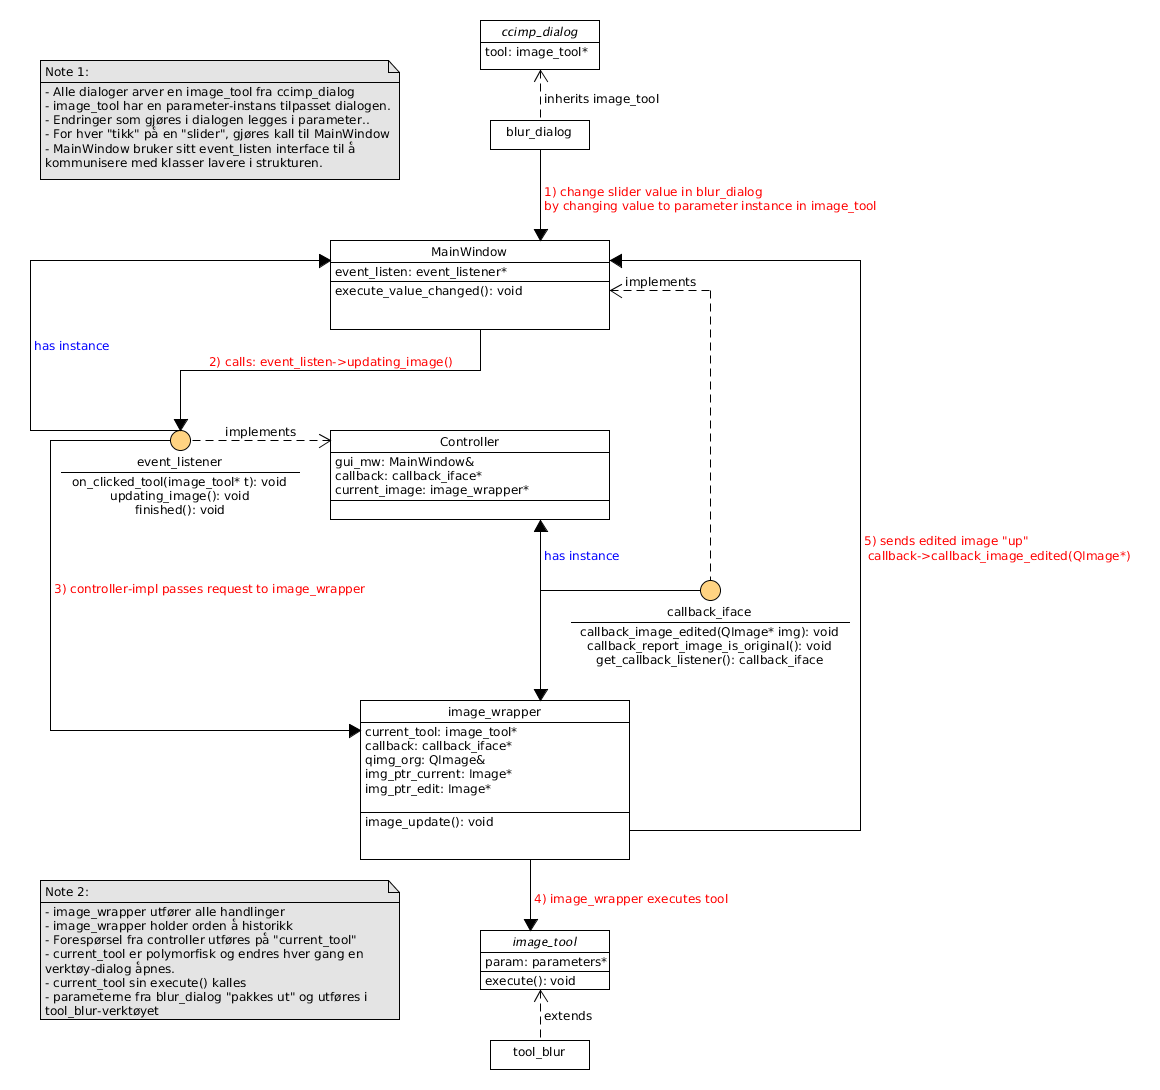 ccimp_dialog
tool: image_tool*
Note 1:
- Alle dialoger arver en image_tool fra ccimp_dialog
- image_tool har en parameter-instans tilpasset dialogen.
- Endringer som gjøres i dialogen legges i parameter..
- For hver "tikk" på en "slider", gjøres kall til MainWindow
- MainWindow bruker sitt event_listen interface til å
kommunisere med klasser lavere i strukturen.
inherits image_tool
blur_dialog
1) change slider value in blur_dialog
by changing value to parameter instance in image_tool
MainWindow
event_listen: event_listener*
execute_value_changed(): void
implements
has instance
2) calls: event_listen->updating_image()
implements
event_listener
on_clicked_tool(image_tool* t): void
updating_image(): void
finished(): void
Controller
gui_mw: MainWindow&
callback: callback_iface*
current_image: image_wrapper*
has instance
5) sends edited image "up"
callback->callback_image_edited(QImage*)
3) controller-impl passes request to image_wrapper
callback_iface
callback_image_edited(QImage* img): void
callback_report_image_is_original(): void
get_callback_listener(): callback_iface
image_wrapper
current_tool: image_tool*
callback: callback_iface*
qimg_org: QImage&
img_ptr_current: Image*
img_ptr_edit: Image*
image_update(): void
Note 2:
- image_wrapper utfører alle handlinger
- image_wrapper holder orden å historikk
- Forespørsel fra controller utføres på "current_tool"
- current_tool er polymorfisk og endres hver gang en
verktøy-dialog åpnes.
- current_tool sin execute() kalles
- parameterne fra blur_dialog "pakkes ut" og utføres i
tool_blur-verktøyet
4) image_wrapper executes tool
image_tool
param: parameters*
execute(): void
extends
tool_blur